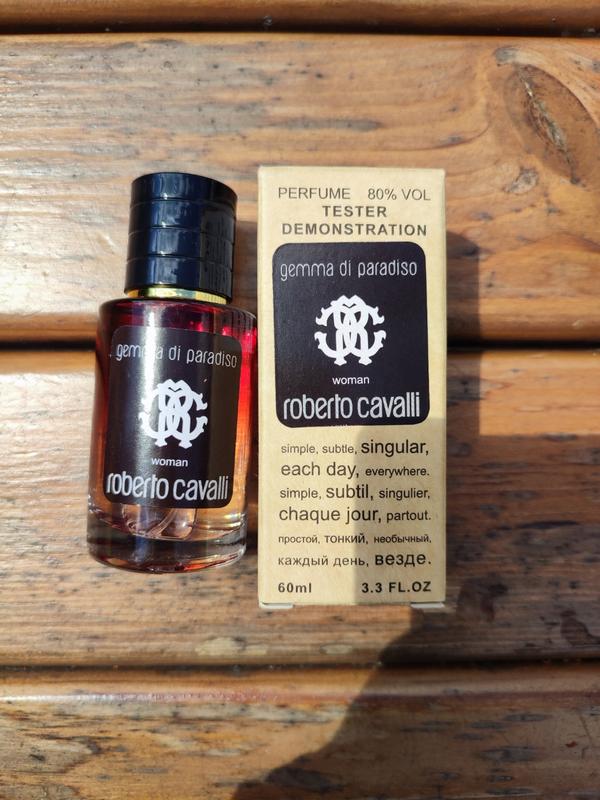 gemma di paradiso
woman
roberto cavalli
PERFUME 80% VOL
TESTER
DEMONSTRATION
gemma di paradiso
woman
roberto cavalli
simple, subtle, singular,
each day, everywhere.
simple, subtil, singulier,
chaque jour, partout.
простой, тонкий, необычный,
каждый день, везде.
60ml 3.3 FL.OZ